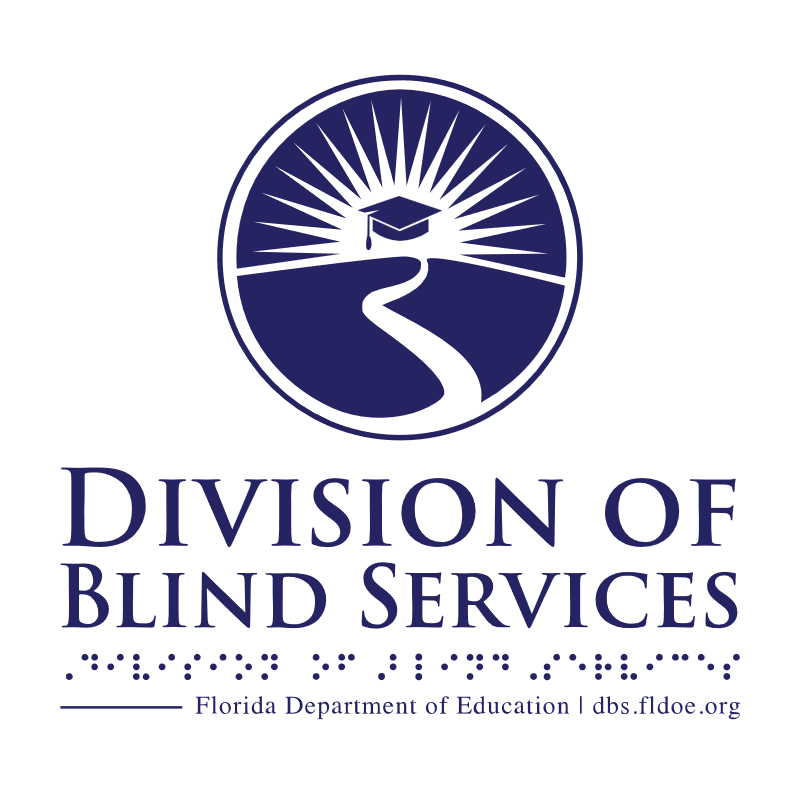 DIVISION OF
BLIND SERVICES
⠠⠙⠊⠧⠊⠎⠊⠕⠝ ⠕⠋ ⠠⠃⠇⠊⠝⠙ ⠠⠎⠑⠗⠧⠊⠉⠑⠎
Florida Department of Education | dbs.fldoe.org